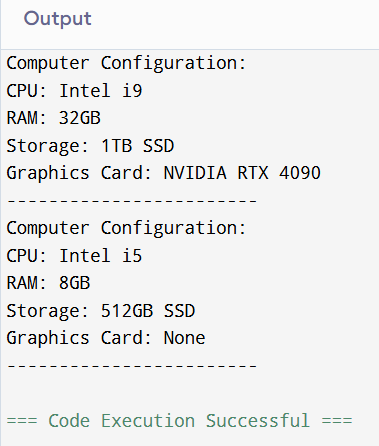 Output
Computer Configuration:
CPU: Intel i9
RAM: 32GB
Storage: 1TB SSD
Graphics Card: NVIDIA RTX 4090
------------------------
Computer Configuration:
CPU: Intel i5
RAM: 8GB
Storage: 512GB SSD
Graphics Card: None
------------------------
=== Code Execution Successful ===